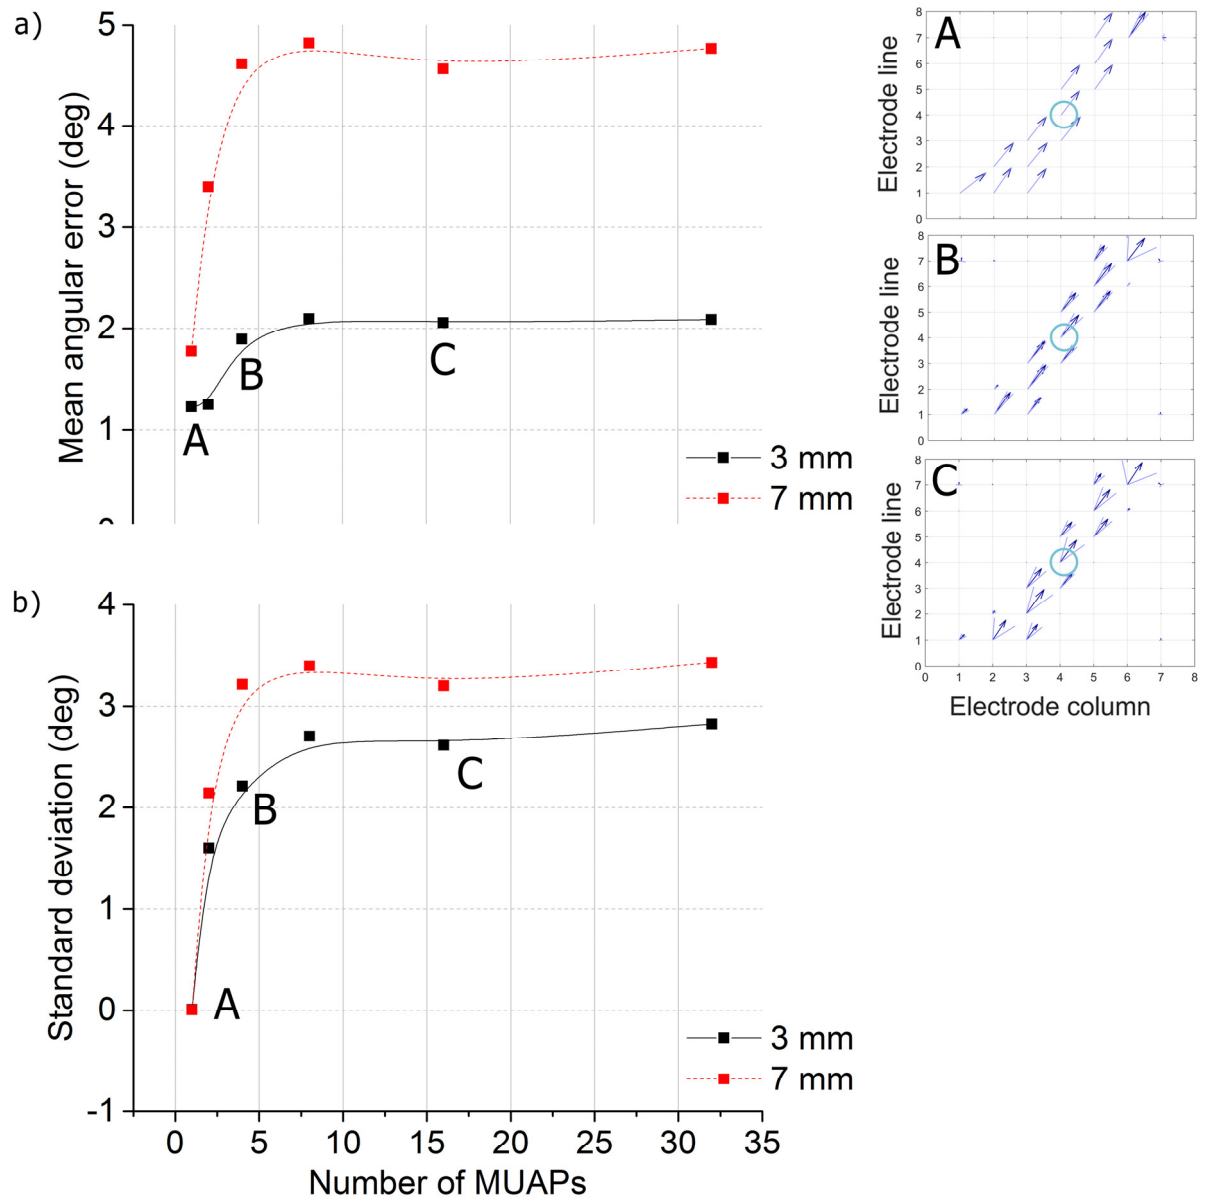 a)
5
4
3
2
1
0
Mean angular error (deg)
A
B
C
3 mm
7 mm
b)
4
3
2
1
0
-1
Standard deviation (deg)
A
B
C
3 mm
7 mm
0 5 10 15 20 25 30 35
Number of MUAPs
A
8
7
6
5
4
3
2
1
0
Electrode line
B
8
7
6
5
4
3
2
1
0
Electrode line
C
8
7
6
5
4
3
2
1
0
Electrode line
0 1 2 3 4 5 6 7 8
Electrode column